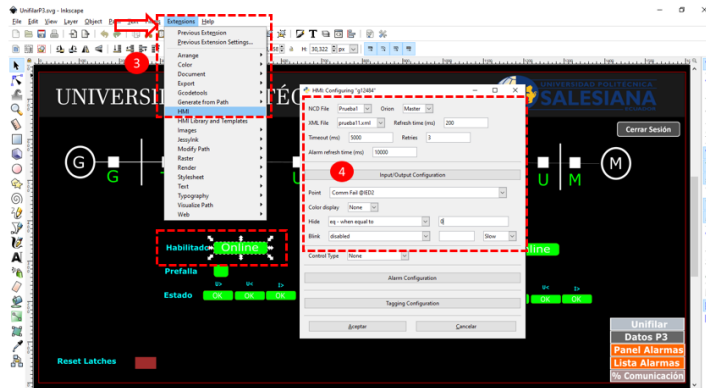 UnifilarP3.svg - Inkscape
File Edit View Layer Object Path Text Filters Extensions Help
Previous Extension
Previous Extension Settings...
H: 30,322 px
3
Arrange
Color
Document
Export
Gcodetools
Generate from Path
HMI
HMI Library and Templates
Images
JessyInk
Modify Path
Raster
Render
Stylesheet
Text
Typography
Visualize Path
Web
UNIVERSI
ÉC
UNIVERSIDAD POLITÉCNICA
SALESIANA
Cerrar Sesión
G
G
U
M
M
HMI: Configuring "g12484"
NCD File Prueba1 Orion Master
XML File prueba11.xml Refresh time (ms) 200
Timeout (ms) 5000 Retries 3
Alarm refresh time (ms) 10000
4
Input/Output Configuration
Point Comm Fail @IED2
Color display None
Hide eq - when equal to 0
Blink disabled Slow
Control Type None
Alarm Configuration
Tagging Configuration
Aceptar Cancelar
Habilitado Online
line
Prefalla
U> U< I>
U< I>
Estado OK OK OK
OK OK
Reset Latches
Unifilar
Datos P3
Panel Alarmas
Lista Alarmas
% Comunicación